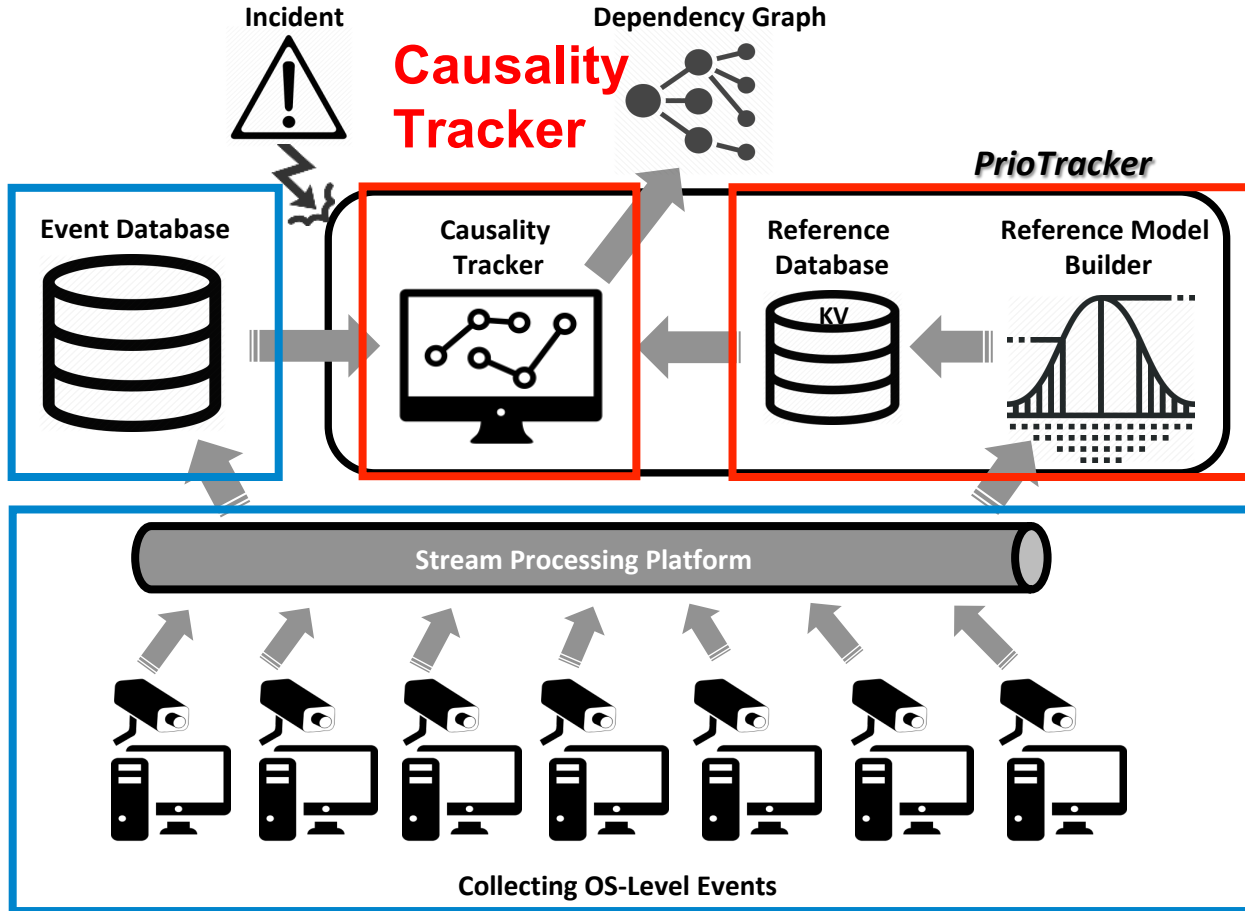 Incident
Dependency Graph
Causality
Tracker
PrioTracker
Event Database
Causality
Tracker
Reference
Database
Reference Model
Builder
KV
Stream Processing Platform
Collecting OS-Level Events